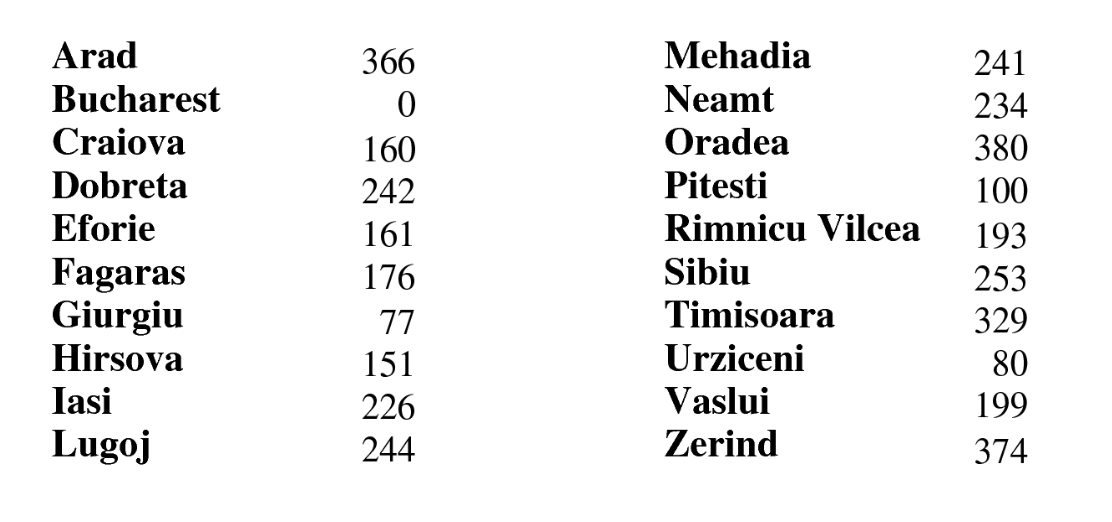 Arad 366 Mehadia 241
Bucharest 0 Neamt 234
Craiova 160 Oradea 380
Dobreta 242 Pitesti 100
Eforie 161 Rimnicu Vilcea 193
Fagaras 176 Sibiu 253
Giurgiu 77 Timisoara 329
Hirsova 151 Urziceni 80
Iasi 226 Vaslui 199
Lugoj 244 Zerind 374